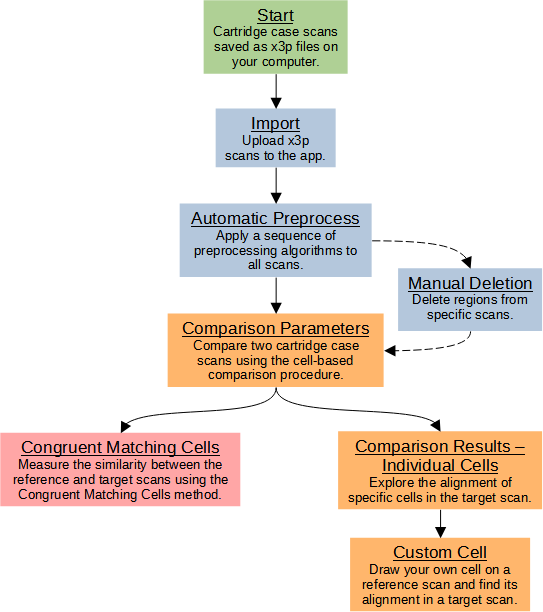 Start
Cartridge case scans
saved as x3p files on
your computer.
Import
Upload x3p
scans to the app.
Automatic Preprocess
Apply a sequence of
preprocessing algorithms to
all scans.
Manual Deletion
Delete regions from
specific scans.
Comparison Parameters
Compare two cartridge case
scans using the cell-based
comparison procedure.
Congruent Matching Cells
Measure the similarity between the
reference and target scans using the
Congruent Matching Cells method.
Comparison Results –
Individual Cells
Explore the alignment of
specific cells in the target scan.
Custom Cell
Draw your own cell on a
reference scan and find its
alignment in a target scan.